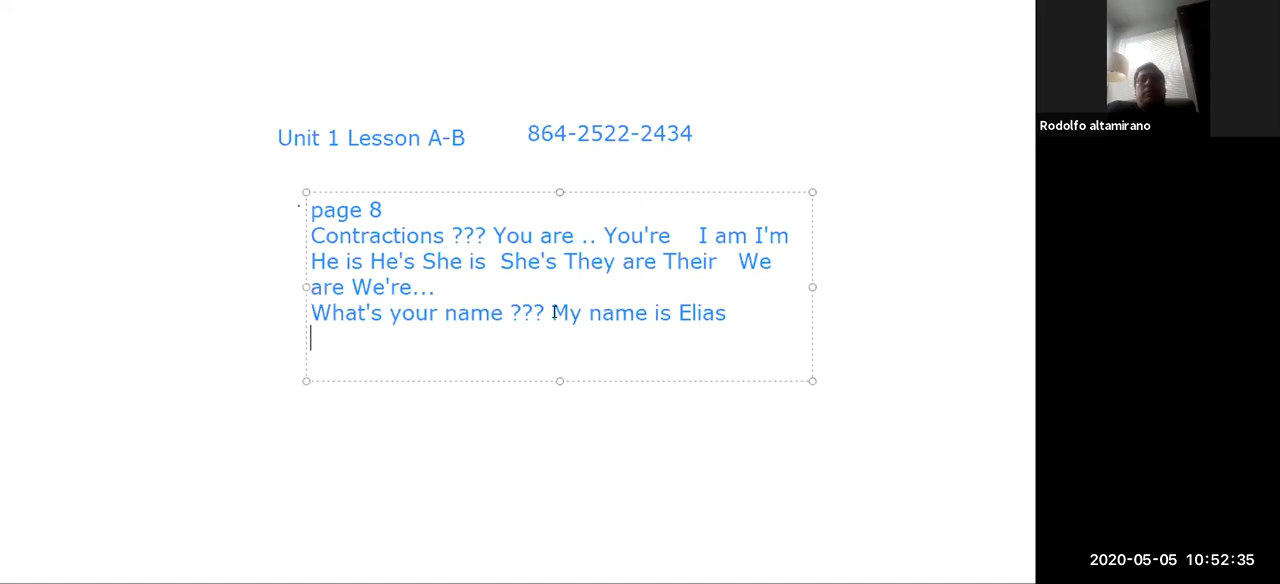 Unit 1 Lesson A-B
864-2522-2434
page 8
Contractions ??? You are .. You're I am I'm
He is He's She is She's They are Their We
are We're...
What's your name ??? My name is Elias
Rodolfo altamirano
2020-05-05 10:52:35